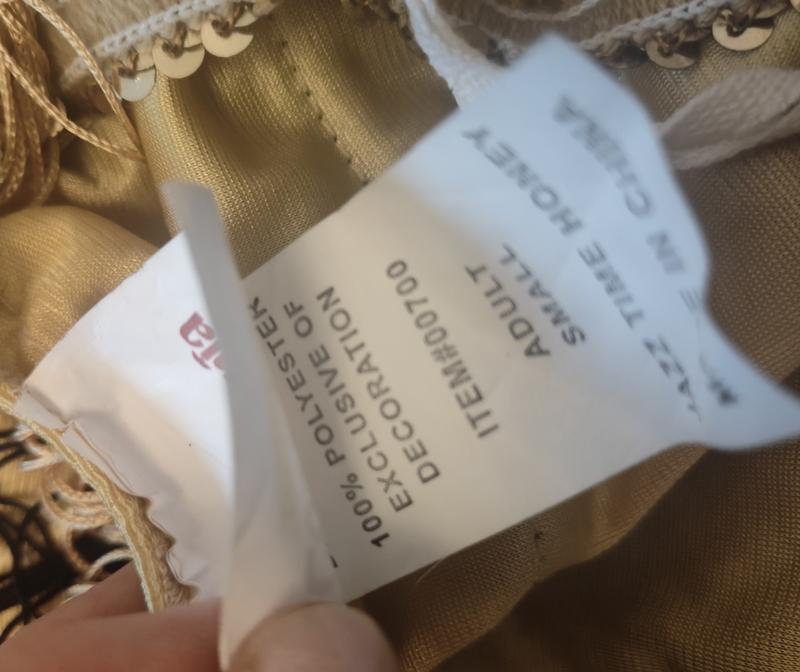 100% POLYESTER
EXCLUSIVE OF
DECORATION
ITEM#00700
ADULT
SMALL
JAZZ TIME HONEY
IN CHINA